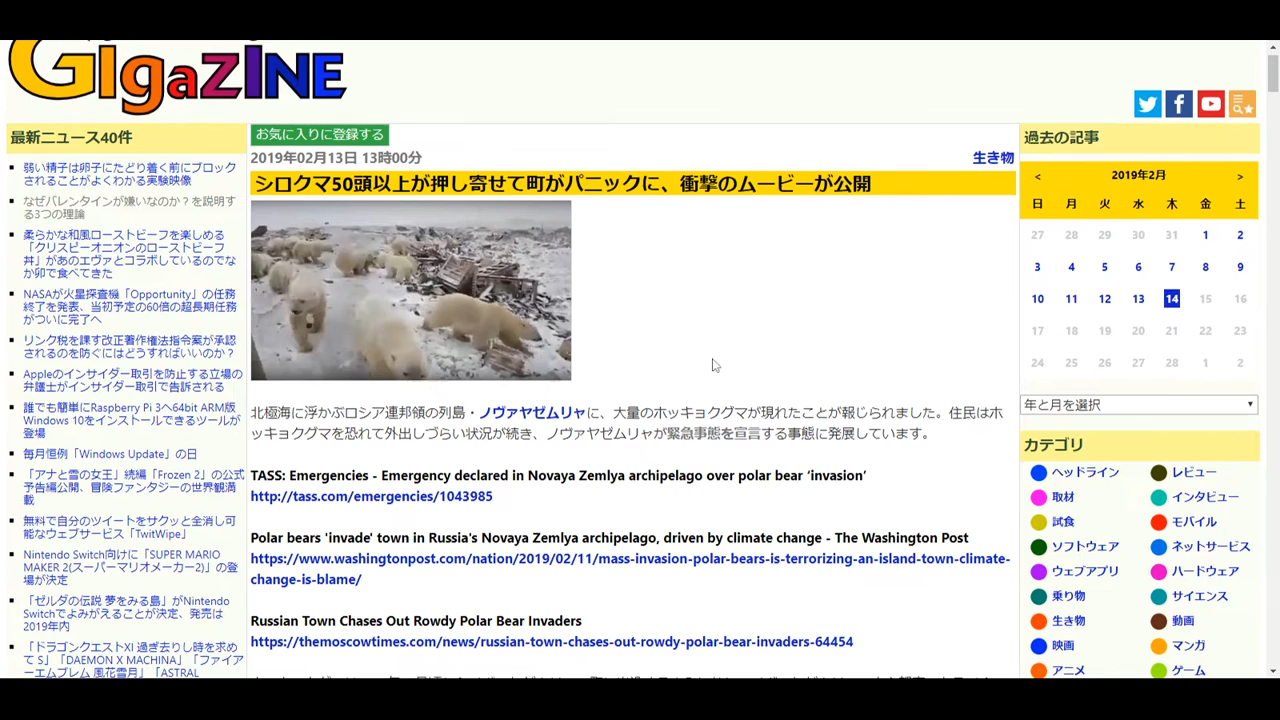 GIGAZINE
最新ニュース40件
弱い精子は卵子にたどり着く前にブロック
されることがよくわかる実験映像
なぜバレンタインが嫌いなのか？を説明す
る3つの理論
柔らかな和風ローストビーフを楽しめる
「クリスピーオニオンのローストビーフ
丼」があのエヴァとコラボしているのでな
か卯で食べてきた
NASAが火星探査機「Opportunity」の任務
終了を発表、当初予定の60倍の超長期任務
がついに完了へ
リンク税を課す改正著作権法指令案が承認
されるのを防ぐにはどうすればいいのか？
Appleのインサイダー取引を防止する立場の
弁護士がインサイダー取引で告訴される
誰でも簡単にRaspberry Pi 3へ64bit ARM版
Windows 10をインストールできるツールが
登場
毎月恒例「Windows Update」の日
「アナと雪の女王」続編「Frozen 2」の公式
予告編公開、冒険ファンタジーの世界観満
載
無料で自分のツイートをサクッと全消し可
能なウェブサービス「TwitWipe」
Nintendo Switch向けに「SUPER MARIO
MAKER 2(スーパーマリオメーカー2)」の登
場が決定
「ゼルダの伝説 夢をみる島」がNintendo
Switchでよみがえることが決定、発売は
2019年内
「ドラゴンクエストXI 過ぎ去りし時を求め
て S」「DAEMON X MACHINA」「ファイア
ーエムブレム 風花雪月」「ASTRAL
お気に入りに登録する
2019年02月13日 13時00分
生き物
シロクマ50頭以上が押し寄せて町がパニックに、衝撃のムービーが公開
北極海に浮かぶロシア連邦領の列島・ノヴァヤゼムリャに、大量のホッキョクグマが現れたことが報じられました。住民はホ
ッキョクグマを恐れて外出しづらい状況が続き、ノヴァヤゼムリャが緊急事態を宣言する事態に発展しています。
TASS: Emergencies - Emergency declared in Novaya Zemlya archipelago over polar bear ‘invasion’
http://tass.com/emergencies/1043985
Polar bears 'invade' town in Russia's Novaya Zemlya archipelago, driven by climate change - The Washington Post
https://www.washingtonpost.com/nation/2019/02/11/mass-invasion-polar-bears-is-terrorizing-an-island-town-climate-
change-is-blame/
Russian Town Chases Out Rowdy Polar Bear Invaders
https://themoscowtimes.com/news/russian-town-chases-out-rowdy-polar-bear-invaders-64454
過去の記事
< 2019年2月 >
日 月 火 水 木 金 土
27 28 29 30 31 1 2
3 4 5 6 7 8 9
10 11 12 13 14 15 16
17 18 19 20 21 22 23
24 25 26 27 28 1 2
年と月を選択
カテゴリ
ヘッドライン レビュー
取材 インタビュー
試食 モバイル
ソフトウェア ネットサービス
ウェブアプリ ハードウェア
乗り物 サイエンス
生き物 動画
映画 マンガ
アニメ ゲーム